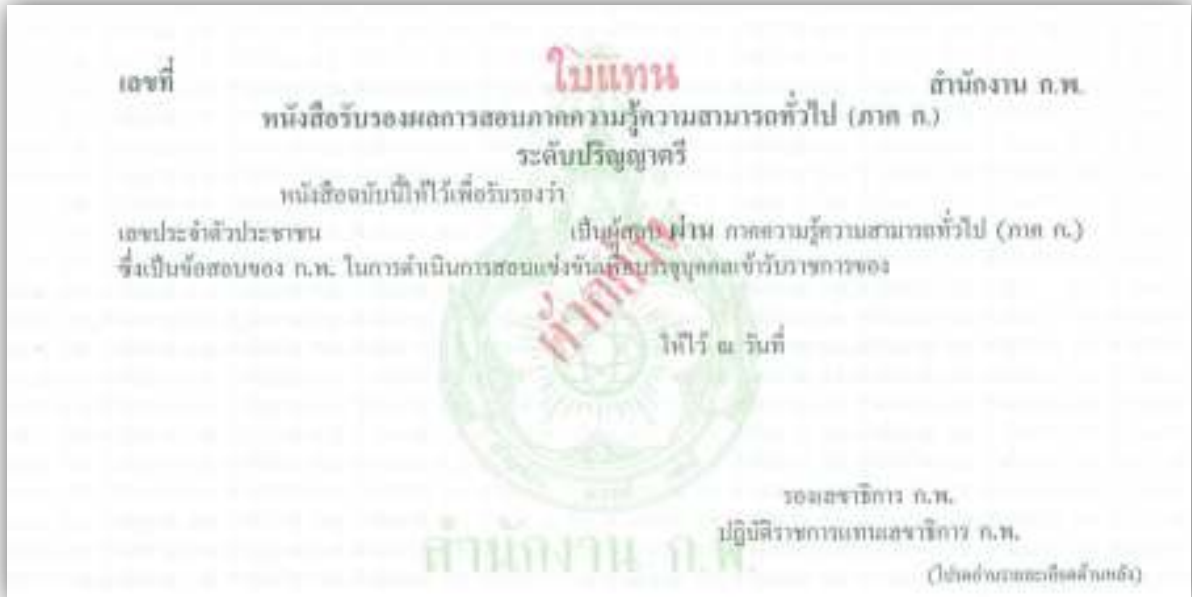 ใบแทน
เลขที่
สำนักงาน ก.พ.
หนังสือรับรองผลการสอบภาคความรู้ความสามารถทั่วไป (ภาค ก.)
ระดับปริญญาตรี
หนังสือฉบับนี้ให้ไว้เพื่อรับรองว่า
เลขประจำตัวประชาชน เป็นผู้สอบ ผ่าน ภาคความรู้ความสามารถทั่วไป (ภาค ก.)
ซึ่งเป็นข้อสอบของ ก.พ. ในการดำเนินการสอบแข่งขันเพื่อบรรจุบุคคลเข้ารับราชการของ
ตัวอย่าง
ให้ไว้ ณ วันที่
รองเลขาธิการ ก.พ.
ปฏิบัติราชการแทนเลขาธิการ ก.พ.
สำนักงาน ก.พ.
(โปรดอ่านรายละเอียดด้านหลัง)